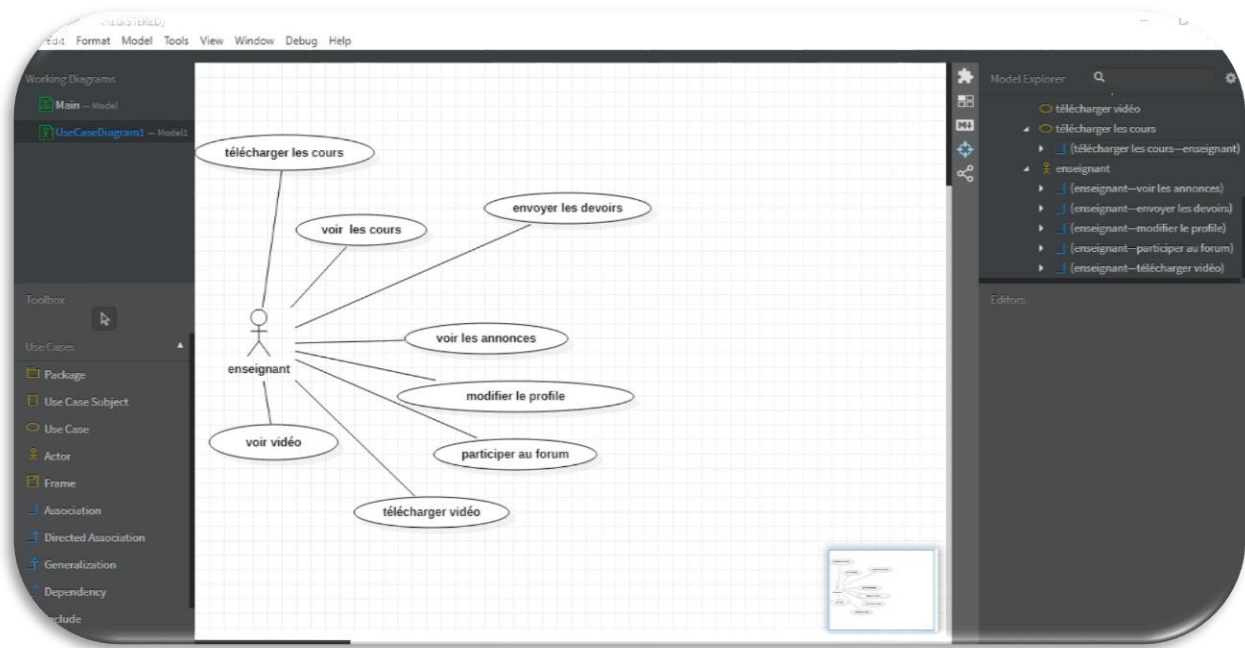 REGISTERED)
Edit Format Model Tools View Window Debug Help
Working Diagrams
Main — Model
UseCaseDiagram1 — Model1
Toolbox
Use Cases
Package
Use Case Subject
Use Case
Actor
Frame
Association
Directed Association
Generalization
Dependency
télécharger les cours
envoyer les devoirs
voir les cours
voir les annonces
enseignant
modifier le profile
voir vidéo
participer au forum
télécharger vidéo
Model Explorer
télécharger vidéo
télécharger les cours
(télécharger les cours—enseignant)
enseignant
(enseignant—voir les annonces)
(enseignant—envoyer les devoirs)
(enseignant—modifier le profile)
(enseignant—participer au forum)
(enseignant—télécharger vidéo)
Editors